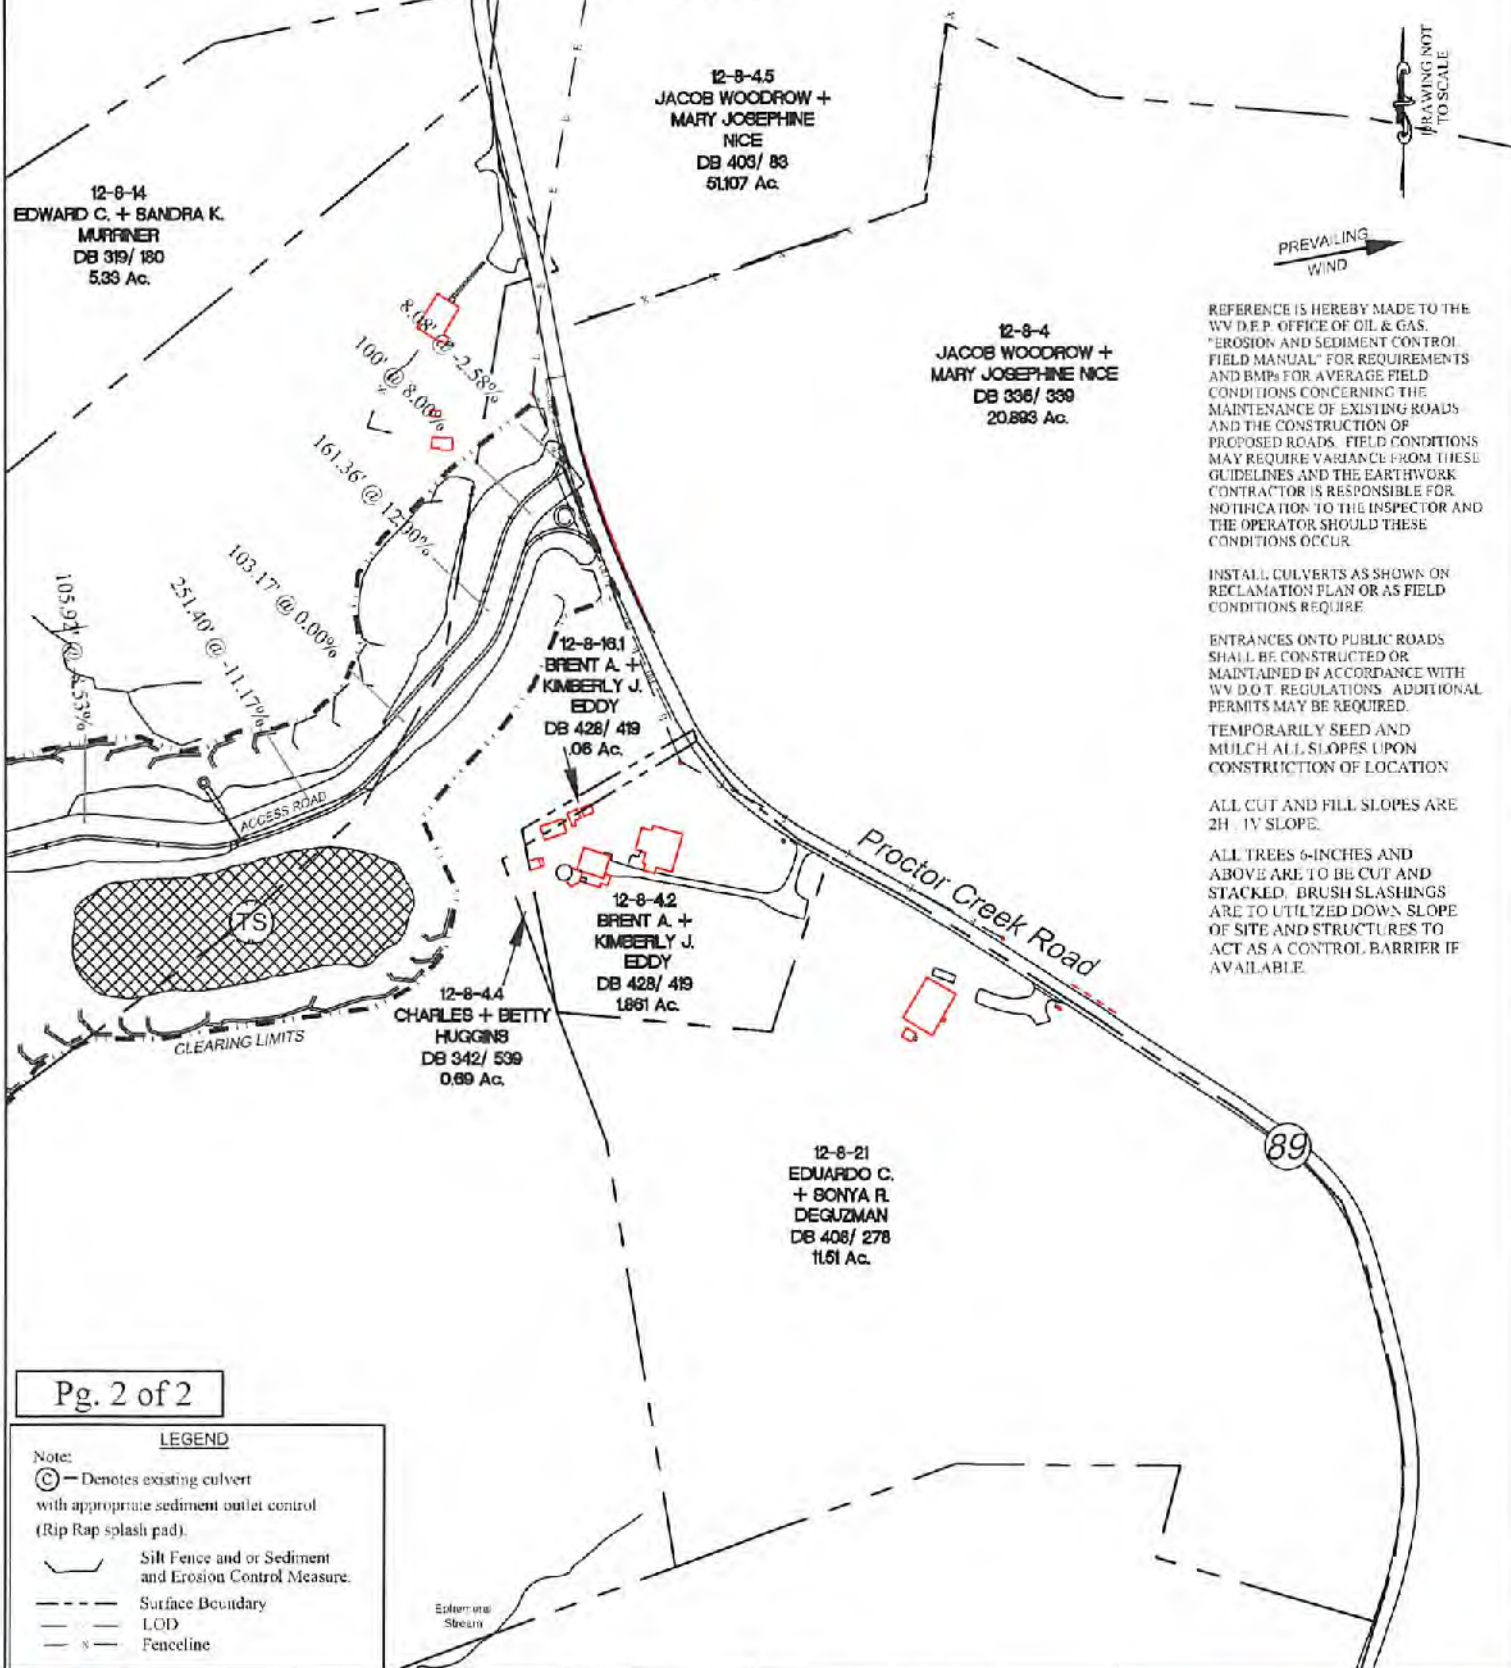 12-8-4.5
JACOB WOODROW +
MARY JOSEPHINE
NICE
DB 403/ 83
51.107 Ac.
DRAWING NOT
TO SCALE
12-8-14
EDWARD C. + SANDRA K.
MURRINER
DB 319/ 180
5.33 Ac.
PREVAILING
WIND
12-8-4
JACOB WOODROW +
MARY JOSEPHINE NICE
DB 336/ 339
20.893 Ac.
REFERENCE IS HEREBY MADE TO THE
WV D.E.P. OFFICE OF OIL & GAS,
"EROSION AND SEDIMENT CONTROL
FIELD MANUAL" FOR REQUIREMENTS
AND BMPs FOR AVERAGE FIELD
CONDITIONS CONCERNING THE
MAINTENANCE OF EXISTING ROADS
AND THE CONSTRUCTION OF
PROPOSED ROADS. FIELD CONDITIONS
MAY REQUIRE VARIANCE FROM THESE
GUIDELINES AND THE EARTHWORK
CONTRACTOR IS RESPONSIBLE FOR
NOTIFICATION TO THE INSPECTOR AND
THE OPERATOR SHOULD THESE
CONDITIONS OCCUR
INSTALL CULVERTS AS SHOWN ON
RECLAMATION PLAN OR AS FIELD
CONDITIONS REQUIRE
ENTRANCES ONTO PUBLIC ROADS
SHALL BE CONSTRUCTED OR
MAINTAINED IN ACCORDANCE WITH
WV D.O.T. REGULATIONS ADDITIONAL
PERMITS MAY BE REQUIRED.
TEMPORARILY SEED AND
MULCH ALL SLOPES UPON
CONSTRUCTION OF LOCATION
ALL CUT AND FILL SLOPES ARE
2H : 1V SLOPE.
ALL TREES 6-INCHES AND
ABOVE ARE TO BE CUT AND
STACKED. BRUSH SLASHINGS
ARE TO UTILIZED DOWN SLOPE
OF SITE AND STRUCTURES TO
ACT AS A CONTROL BARRIER IF
AVAILABLE
8.08' @ -2.58%
100' @ 8.00%
161.36' @ 12.00%
103.17' @ 0.00%
251.40' @ -11.17%
105.92' @
C
12-8-16.1
BRENT A. +
KIMBERLY J.
EDDY
DB 428/ 419
.06 Ac.
ACCESS ROAD
TS
CLEARING LIMITS
Proctor Creek Road
12-8-4.2
BRENT A. +
KIMBERLY J.
EDDY
DB 428/ 419
1.861 Ac.
12-8-4.4
CHARLES + BETTY
HUGGINS
DB 342/ 539
0.69 Ac.
89
12-8-21
EDUARDO C.
+ SONYA R.
DEGUZMAN
DB 408/ 278
11.51 Ac.
Pg. 2 of 2
LEGEND
Note:
C — Denotes existing culvert
with appropriate sediment outlet control
(Rip Rap splash pad).
Silt Fence and or Sediment
and Erosion Control Measure.
Surface Boundary
LOD
Fenceline
Ephemeral
Stream